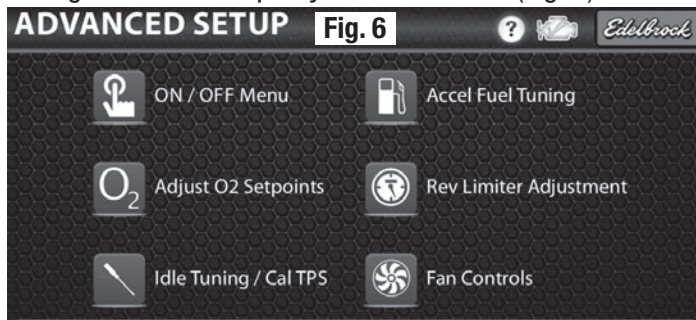 ADVANCED SETUP Fig. 6 ? Edelbrock
ON / OFF Menu
Accel Fuel Tuning
O2 Adjust O2 Setpoints
Rev Limiter Adjustment
Idle Tuning / Cal TPS
Fan Controls